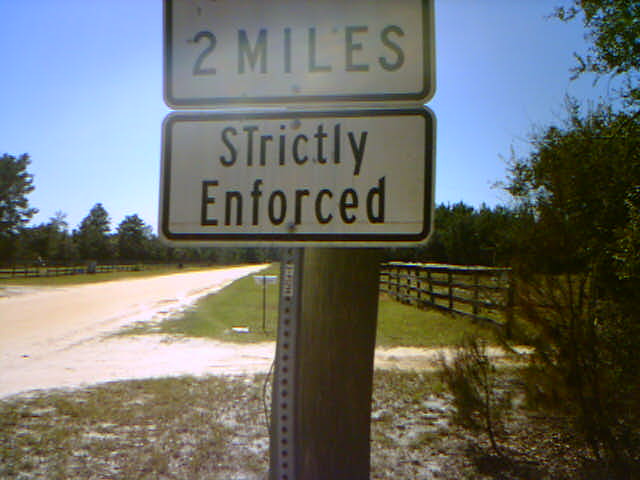 2 MILES
STrictly
Enforced